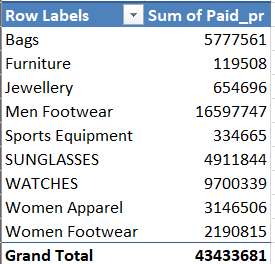 Row Labels Sum of Paid_pr
Bags 5777561
Furniture 119508
Jewellery 654696
Men Footwear 16597747
Sports Equipment 334665
SUNGLASSES 4911844
WATCHES 9700339
Women Apparel 3146506
Women Footwear 2190815
Grand Total 43433681